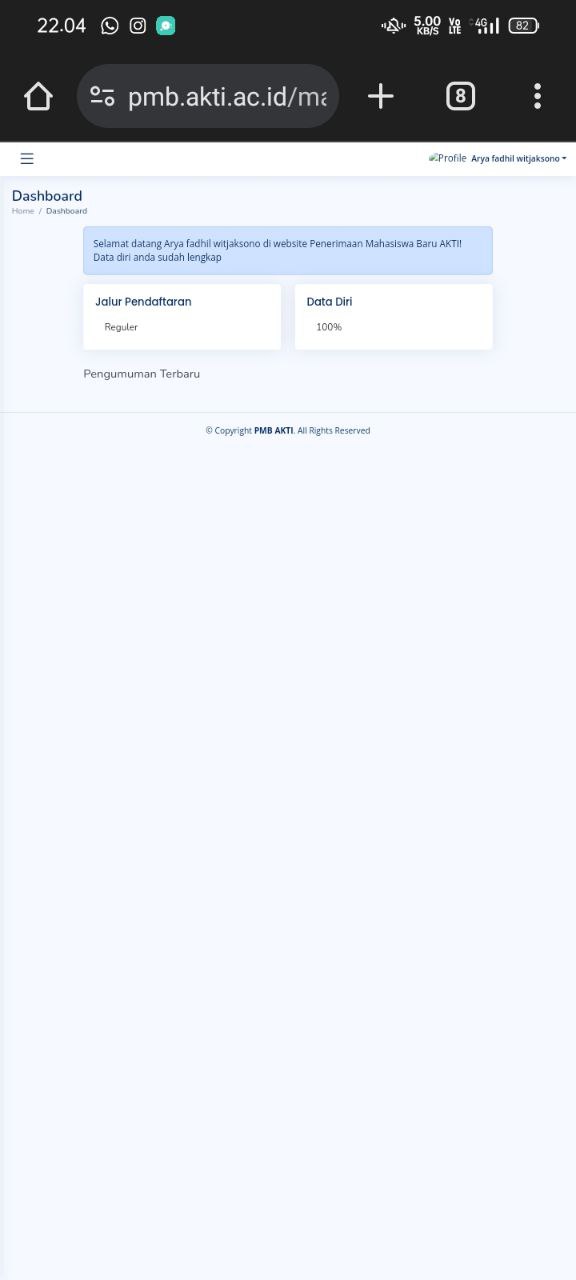 22.04 5.00 KB/S Vo LTE 4G 82
pmb.akti.ac.id/ma 8
Profile Arya fadhil witjaksono
Dashboard
Home / Dashboard
Selamat datang Arya fadhil witjaksono di website Penerimaan Mahasiswa Baru AKTI!
Data diri anda sudah lengkap
Jalur Pendaftaran
Reguler
Data Diri
100%
Pengumuman Terbaru
© Copyright PMB AKTI. All Rights Reserved